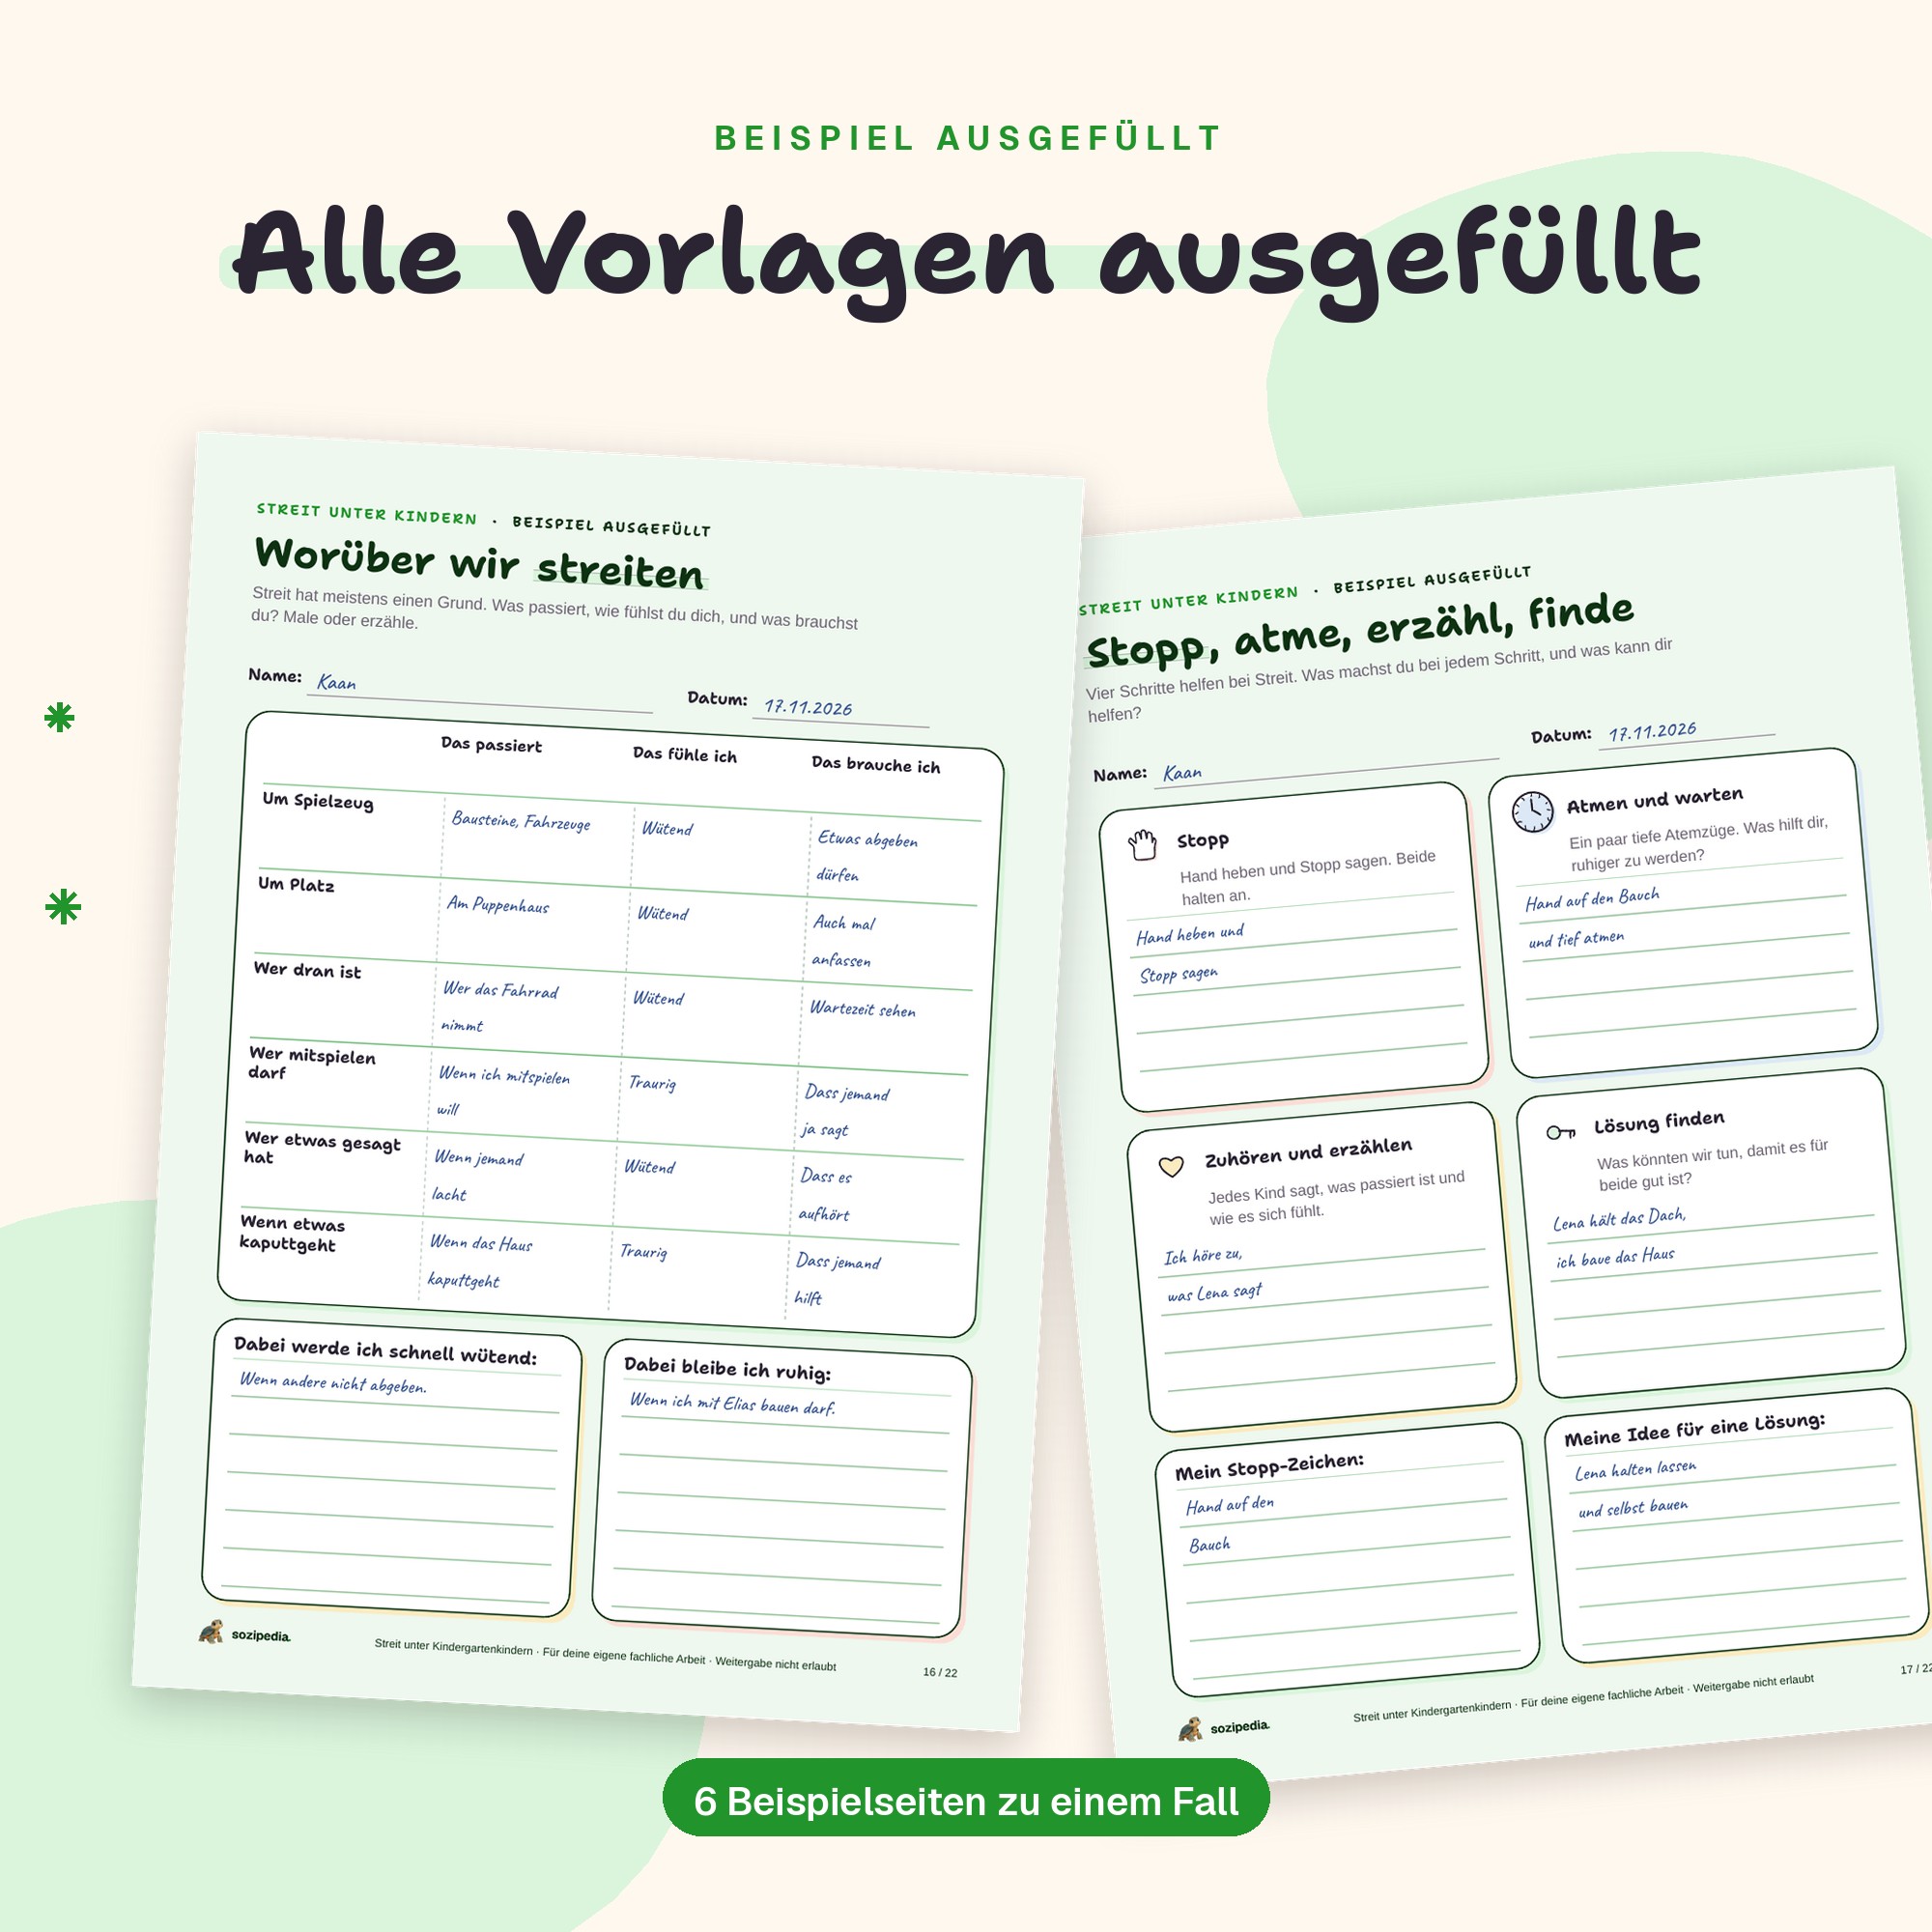 BEISPIEL AUSGEFÜLLT
Alle Vorlagen ausgefüllt
STREIT UNTER KINDERN · BEISPIEL AUSGEFÜLLT
Worüber wir streiten
Streit hat meistens einen Grund. Was passiert, wie fühlst du dich, und was brauchst
du? Male oder erzähle.
Name: Kaan Datum: 17.11.2026
Das passiert Das fühle ich Das brauche ich
Um Spielzeug Bausteine, Fahrzeuge Wütend Etwas abgeben
dürfen
Um Platz Am Puppenhaus Wütend Auch mal
anfassen
Wer dran ist Wer das Fahrrad Wütend Wartezeit sehen
nimmt
Wer mitspielen Wenn ich mitspielen Traurig Dass jemand
darf will ja sagt
Wer etwas gesagt Wenn jemand Wütend Dass es
hat lacht aufhört
Wenn etwas Wenn das Haus Traurig Dass jemand
kaputtgeht kaputtgeht hilft
Dabei werde ich schnell wütend:
Wenn andere nicht abgeben.
Dabei bleibe ich ruhig:
Wenn ich mit Elias bauen darf.
sozipedia. Streit unter Kindergartenkindern · Für deine eigene fachliche Arbeit · Weitergabe nicht erlaubt 16 / 22
STREIT UNTER KINDERN · BEISPIEL AUSGEFÜLLT
Stopp, atme, erzähl, finde
Vier Schritte helfen bei Streit. Was machst du bei jedem Schritt, und was kann dir
helfen?
Name: Kaan Datum: 17.11.2026
Stopp
Hand heben und Stopp sagen. Beide
halten an.
Hand heben und
Stopp sagen
Atmen und warten
Ein paar tiefe Atemzüge. Was hilft dir,
ruhiger zu werden?
Hand auf den Bauch
und tief atmen
Zuhören und erzählen
Jedes Kind sagt, was passiert ist und
wie es sich fühlt.
Ich höre zu,
was Lena sagt
Lösung finden
Was könnten wir tun, damit es für
beide gut ist?
Lena hält das Dach,
ich baue das Haus
Mein Stopp-Zeichen:
Hand auf den
Bauch
Meine Idee für eine Lösung:
Lena halten lassen
und selbst bauen
sozipedia. Streit unter Kindergartenkindern · Für deine eigene fachliche Arbeit · Weitergabe nicht erlaubt 17 / 22
6 Beispielseiten zu einem Fall